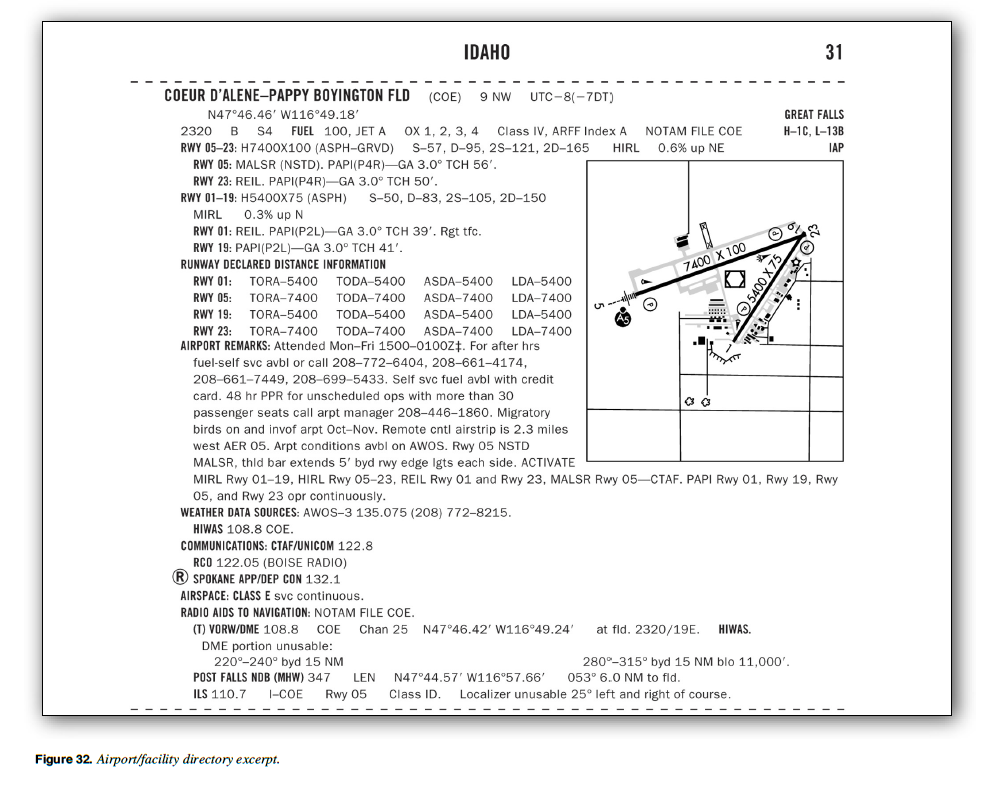 IDAHO 31
COEUR D'ALENE–PAPPY BOYINGTON FLD (COE) 9 NW UTC–8(–7DT)
N47°46.46′ W116°49.18′ GREAT FALLS
2320 B S4 FUEL 100, JET A OX 1, 2, 3, 4 Class IV, ARFF Index A NOTAM FILE COE H–1C, L–13B
RWY 05–23: H7400X100 (ASPH–GRVD) S–57, D–95, 2S–121, 2D–165 HIRL 0.6% up NE IAP
RWY 05: MALSR (NSTD). PAPI(P4R)—GA 3.0° TCH 56′.
RWY 23: REIL. PAPI(P4R)—GA 3.0° TCH 50′.
RWY 01–19: H5400X75 (ASPH) S–50, D–83, 2S–105, 2D–150
MIRL 0.3% up N
RWY 01: REIL. PAPI(P2L)—GA 3.0° TCH 39′. Rgt tfc.
RWY 19: PAPI(P2L)—GA 3.0° TCH 41′.
RUNWAY DECLARED DISTANCE INFORMATION
RWY 01: TORA–5400 TODA–5400 ASDA–5400 LDA–5400
RWY 05: TORA–7400 TODA–7400 ASDA–7400 LDA–7400
RWY 19: TORA–5400 TODA–5400 ASDA–5400 LDA–5400
RWY 23: TORA–7400 TODA–7400 ASDA–7400 LDA–7400
AIRPORT REMARKS: Attended Mon–Fri 1500–0100Z‡. For after hrs
fuel-self svc avbl or call 208–772–6404, 208–661–4174,
208–661–7449, 208–699–5433. Self svc fuel avbl with credit
card. 48 hr PPR for unscheduled ops with more than 30
passenger seats call arpt manager 208–446–1860. Migratory
birds on and invof arpt Oct–Nov. Remote cntl airstrip is 2.3 miles
west AER 05. Arpt conditions avbl on AWOS. Rwy 05 NSTD
MALSR, thld bar extends 5′ byd rwy edge lgts each side. ACTIVATE
MIRL Rwy 01–19, HIRL Rwy 05–23, REIL Rwy 01 and Rwy 23, MALSR Rwy 05—CTAF. PAPI Rwy 01, Rwy 19, Rwy
05, and Rwy 23 opr continuously.
WEATHER DATA SOURCES: AWOS–3 135.075 (208) 772–8215.
HIWAS 108.8 COE.
COMMUNICATIONS: CTAF/UNICOM 122.8
RCO 122.05 (BOISE RADIO)
Ⓡ SPOKANE APP/DEP CON 132.1
AIRSPACE: CLASS E svc continuous.
RADIO AIDS TO NAVIGATION: NOTAM FILE COE.
(T) VORW/DME 108.8 COE Chan 25 N47°46.42′ W116°49.24′ at fld. 2320/19E. HIWAS.
DME portion unusable:
220°–240° byd 15 NM 280°–315° byd 15 NM blo 11,000′.
POST FALLS NDB (MHW) 347 LEN N47°44.57′ W116°57.66′ 053° 6.0 NM to fld.
ILS 110.7 I–COE Rwy 05 Class ID. Localizer unusable 25° left and right of course.
7400 X 100
5400 X 75
5
19
23
P
P
P
A5
Figure 32. Airport/facility directory excerpt.